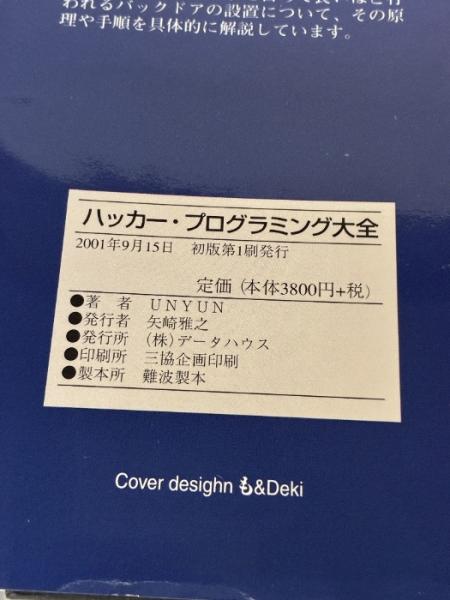 われるバックドアの設置について、その原
理や手順を具体的に解説しています。
ハッカー・プログラミング大全
2001年9月15日 初版第1刷発行
定価 (本体3800円+税)
●著 者 UNYUN
●発行者 矢崎雅之
●発行所 (株)データハウス
●印刷所 三協企画印刷
●製本所 難波製本
Cover desighn も&Deki